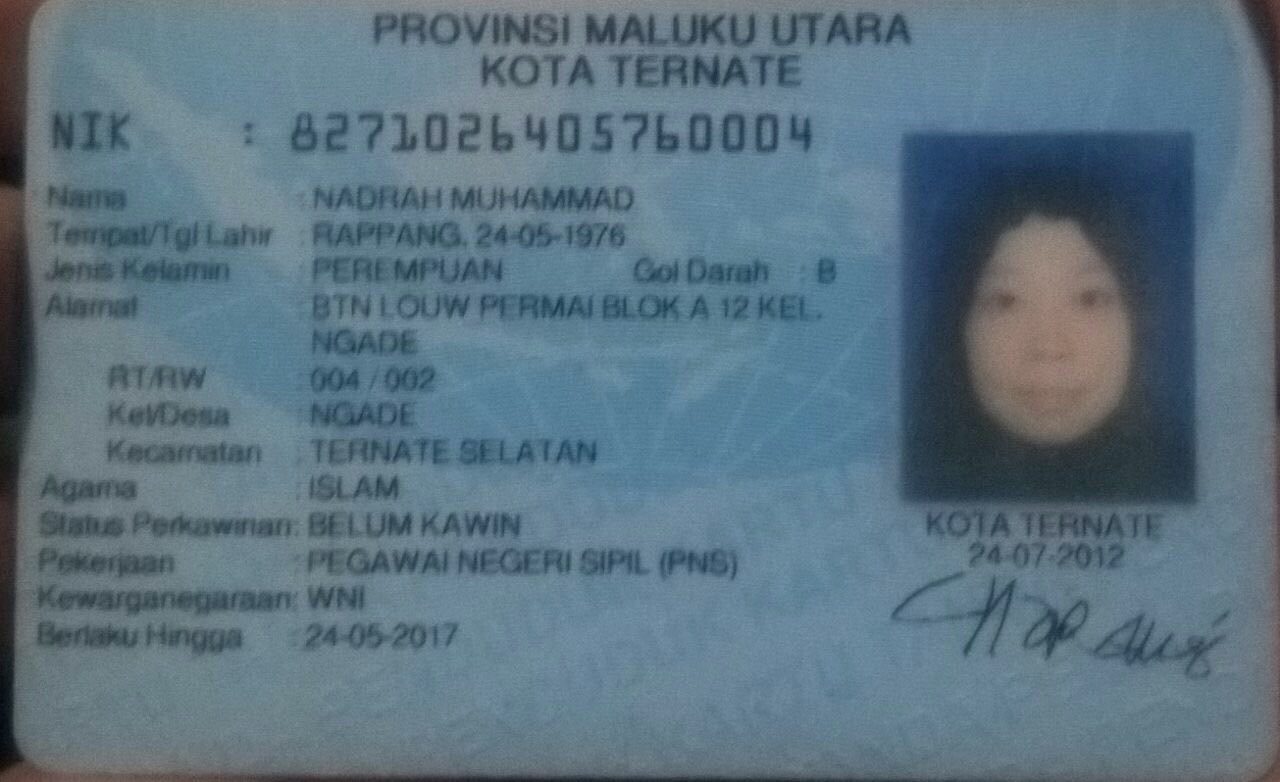 PROVINSI MALUKU UTARA
KOTA TERNATE
NIK : 8271026405760004
Nama : NADRAH MUHAMMAD
Tempat/Tgl Lahir : RAPPANG, 24-05-1976
Jenis Kelamin : PEREMPUAN Gol Darah : B
Alamat : BTN LOUW PERMAI BLOK A 12 KEL.
NGADE
RT/RW : 004 / 002
Kel/Desa : NGADE
Kecamatan : TERNATE SELATAN
Agama : ISLAM
Status Perkawinan: BELUM KAWIN
Pekerjaan : PEGAWAI NEGERI SIPIL (PNS)
Kewarganegaraan: WNI
Berlaku Hingga : 24-05-2017
KOTA TERNATE
24-07-2012